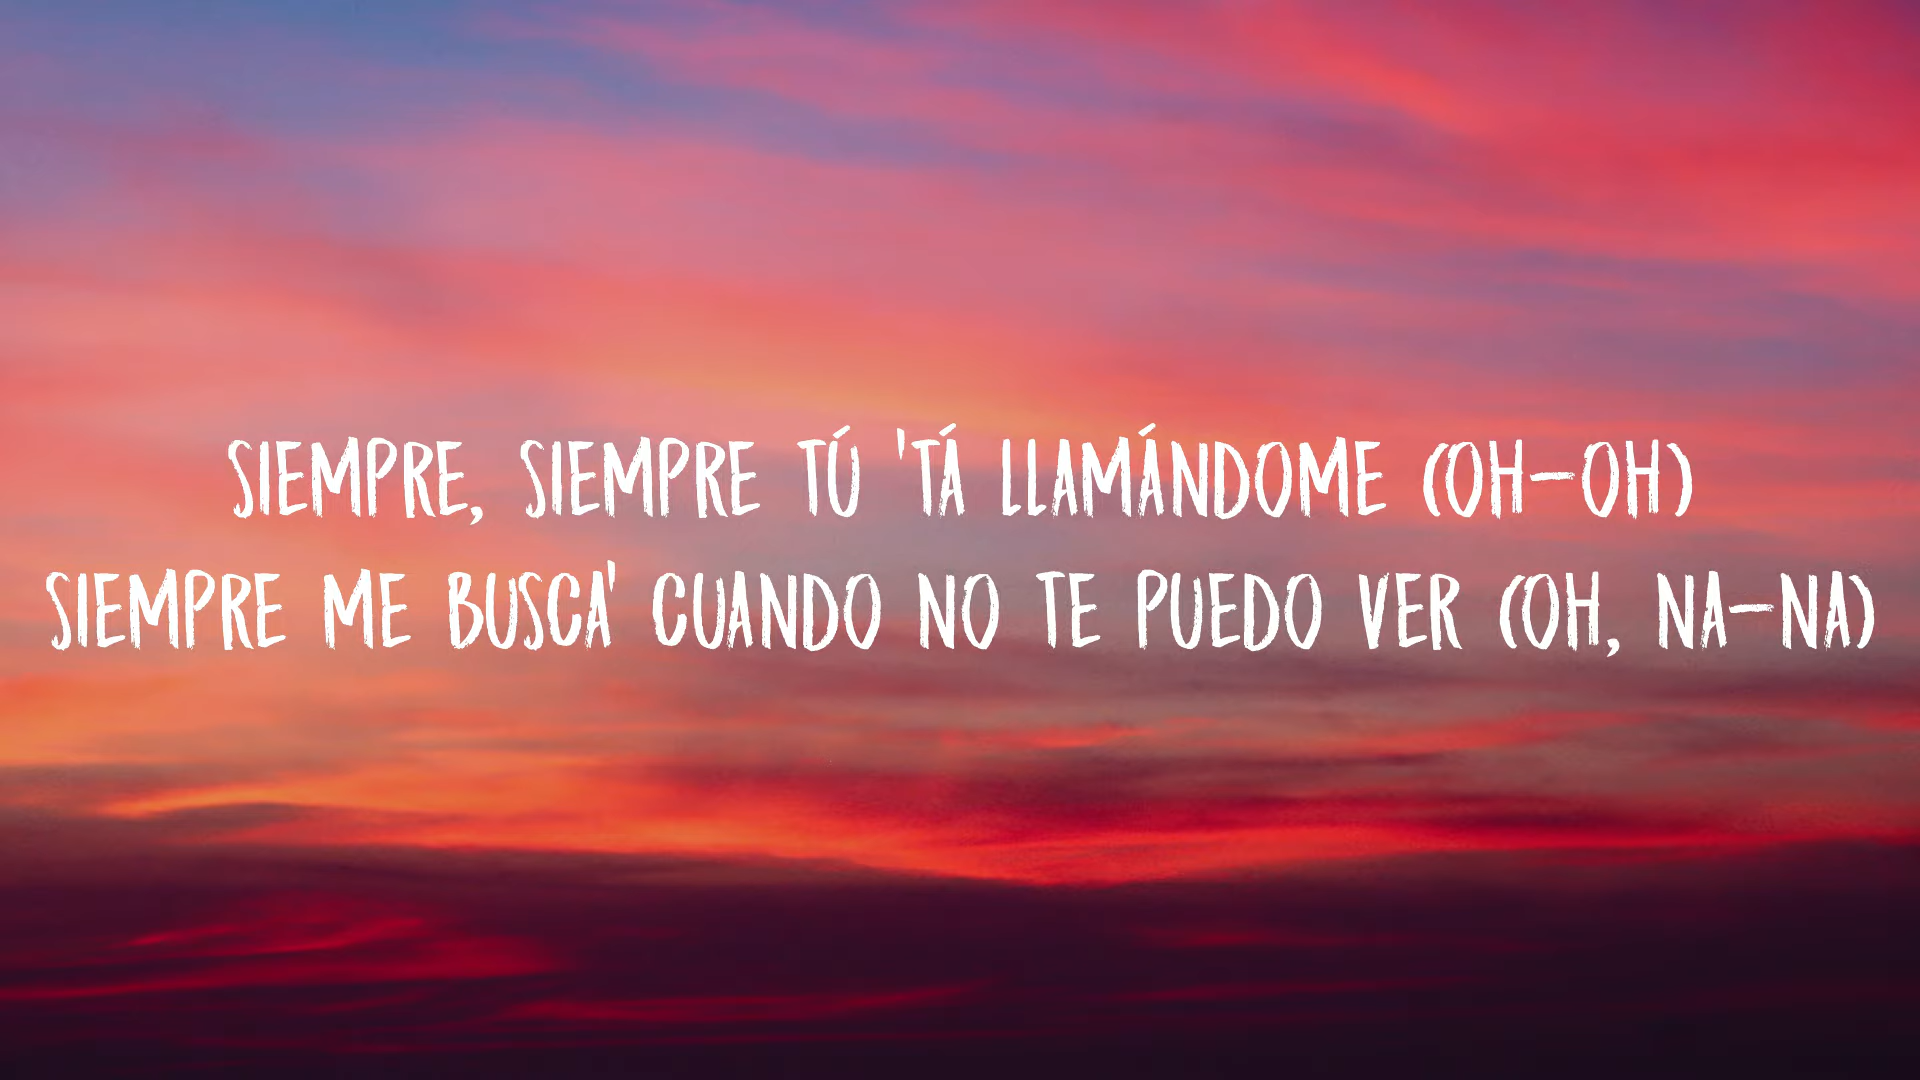 SIEMPRE, SIEMPRE TÚ 'TÁ LLAMÁNDOME (OH-OH)
SIEMPRE ME BUSCA' CUANDO NO TE PUEDO VER (OH, NA-NA)